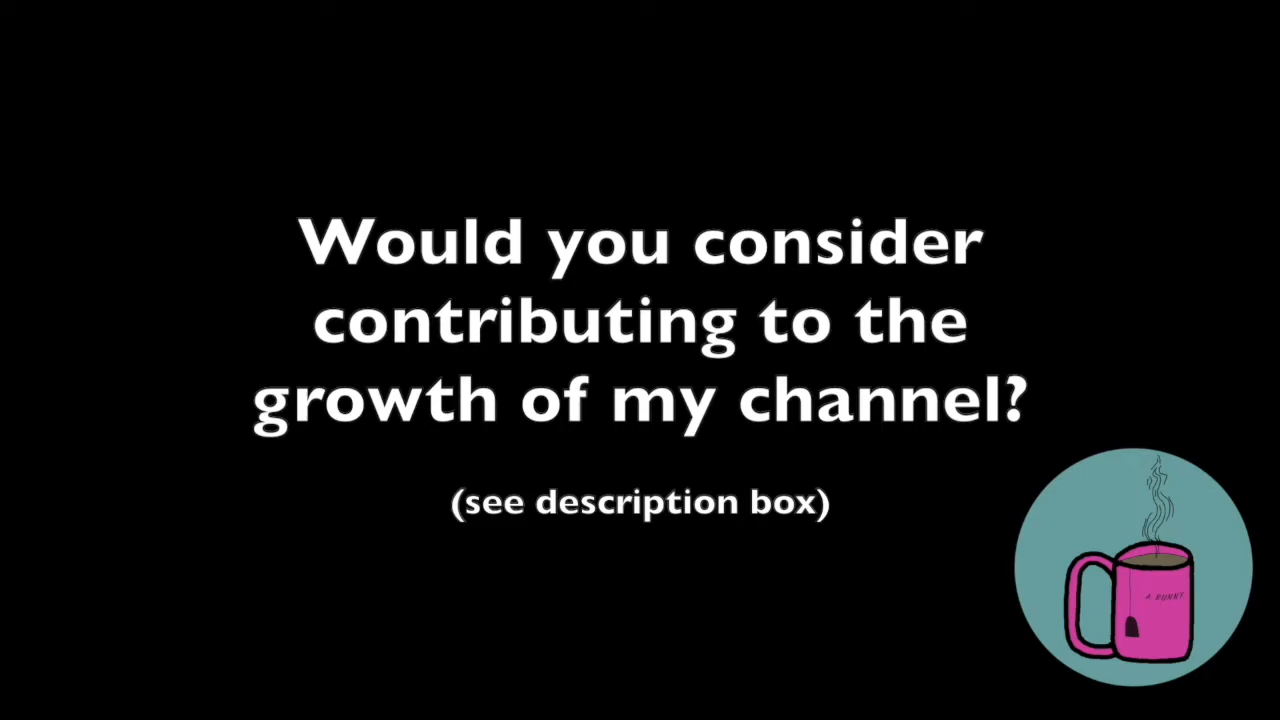 Would you consider
contributing to the
growth of my channel?
(see description box)